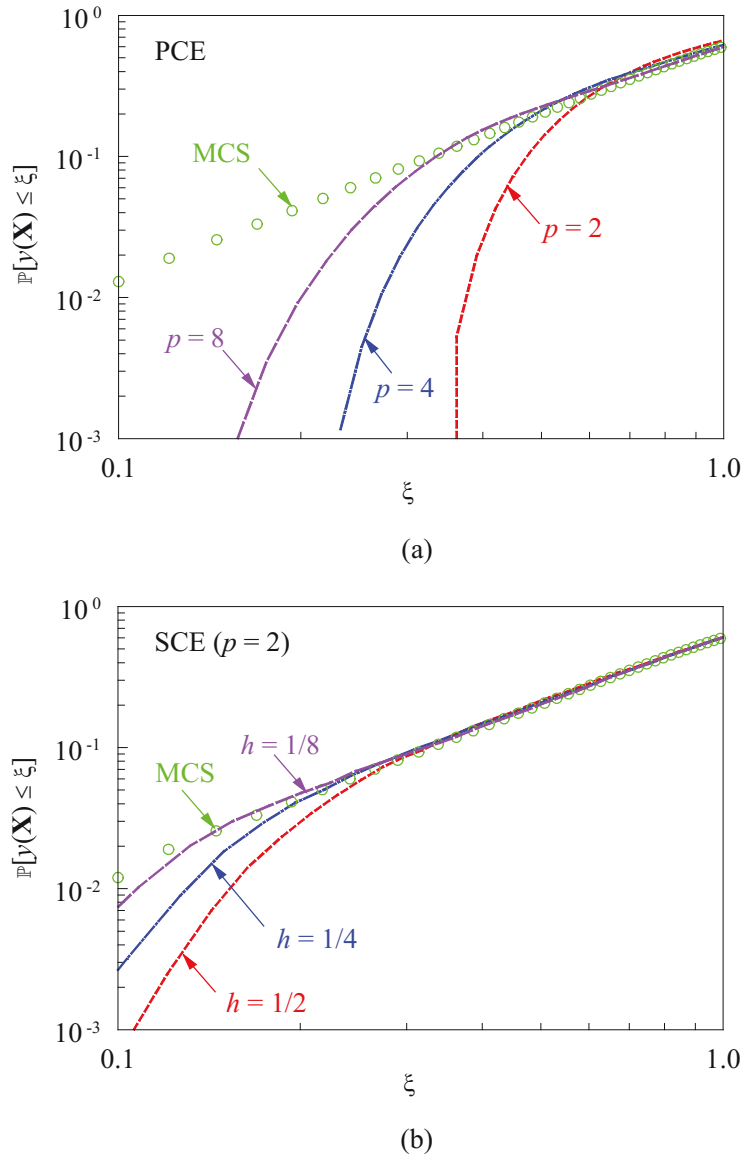 10^0
PCE
MCS
10^-1
ℙ[y(X) ≤ ξ]
p = 2
10^-2
p = 8
p = 4
10^-3
0.1
1.0
ξ
(a)
10^0
SCE (p = 2)
10^-1
h = 1/8
MCS
ℙ[y(X) ≤ ξ]
10^-2
h = 1/4
h = 1/2
10^-3
0.1
1.0
ξ
(b)